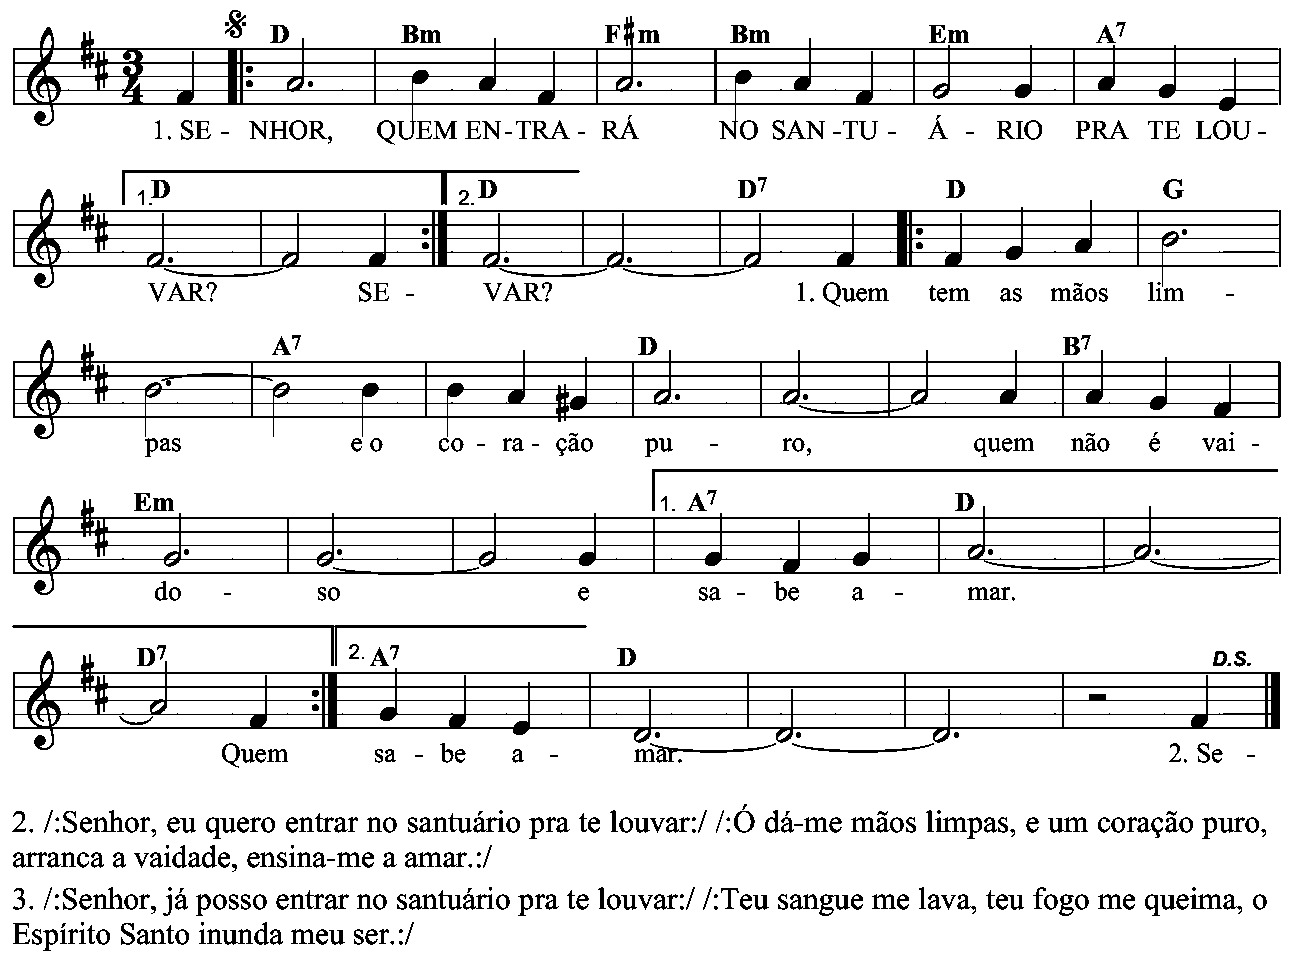 D Bm F#m Bm Em A7
3 4
1. SE- NHOR, QUEM EN-TRA- RÁ NO SAN-TU- Á- RIO PRA TE LOU-
1. D 2. D D7 D G
VAR? SE- VAR? 1. Quem tem as mãos lim-
A7 D B7
pas e o co-ra-ção pu- ro, quem não é vai-
Em 1. A7 D
do- so e sa- be a- mar.
D7 2. A7 D D.S.
Quem sa- be a- mar. 2. Se-
2. /:Senhor, eu quero entrar no santuário pra te louvar:/ /:Ó dá-me mãos limpas, e um coração puro,
arranca a vaidade, ensina-me a amar.:/
3. /:Senhor, já posso entrar no santuário pra te louvar:/ /:Teu sangue me lava, teu fogo me queima, o
Espírito Santo inunda meu ser.:/